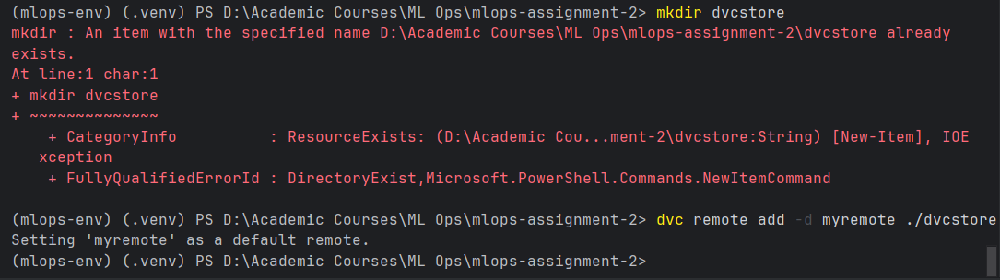 (mlops-env) (.venv) PS D:\Academic Courses\ML Ops\mlops-assignment-2> mkdir dvcstore
mkdir : An item with the specified name D:\Academic Courses\ML Ops\mlops-assignment-2\dvcstore already
exists.
At line:1 char:1
+ mkdir dvcstore
+ ~~~~~~~~~~~~~~
    + CategoryInfo          : ResourceExists: (D:\Academic Cou...ment-2\dvcstore:String) [New-Item], IOE
   xception
    + FullyQualifiedErrorId : DirectoryExist,Microsoft.PowerShell.Commands.NewItemCommand

(mlops-env) (.venv) PS D:\Academic Courses\ML Ops\mlops-assignment-2> dvc remote add -d myremote ./dvcstore
Setting 'myremote' as a default remote.
(mlops-env) (.venv) PS D:\Academic Courses\ML Ops\mlops-assignment-2>